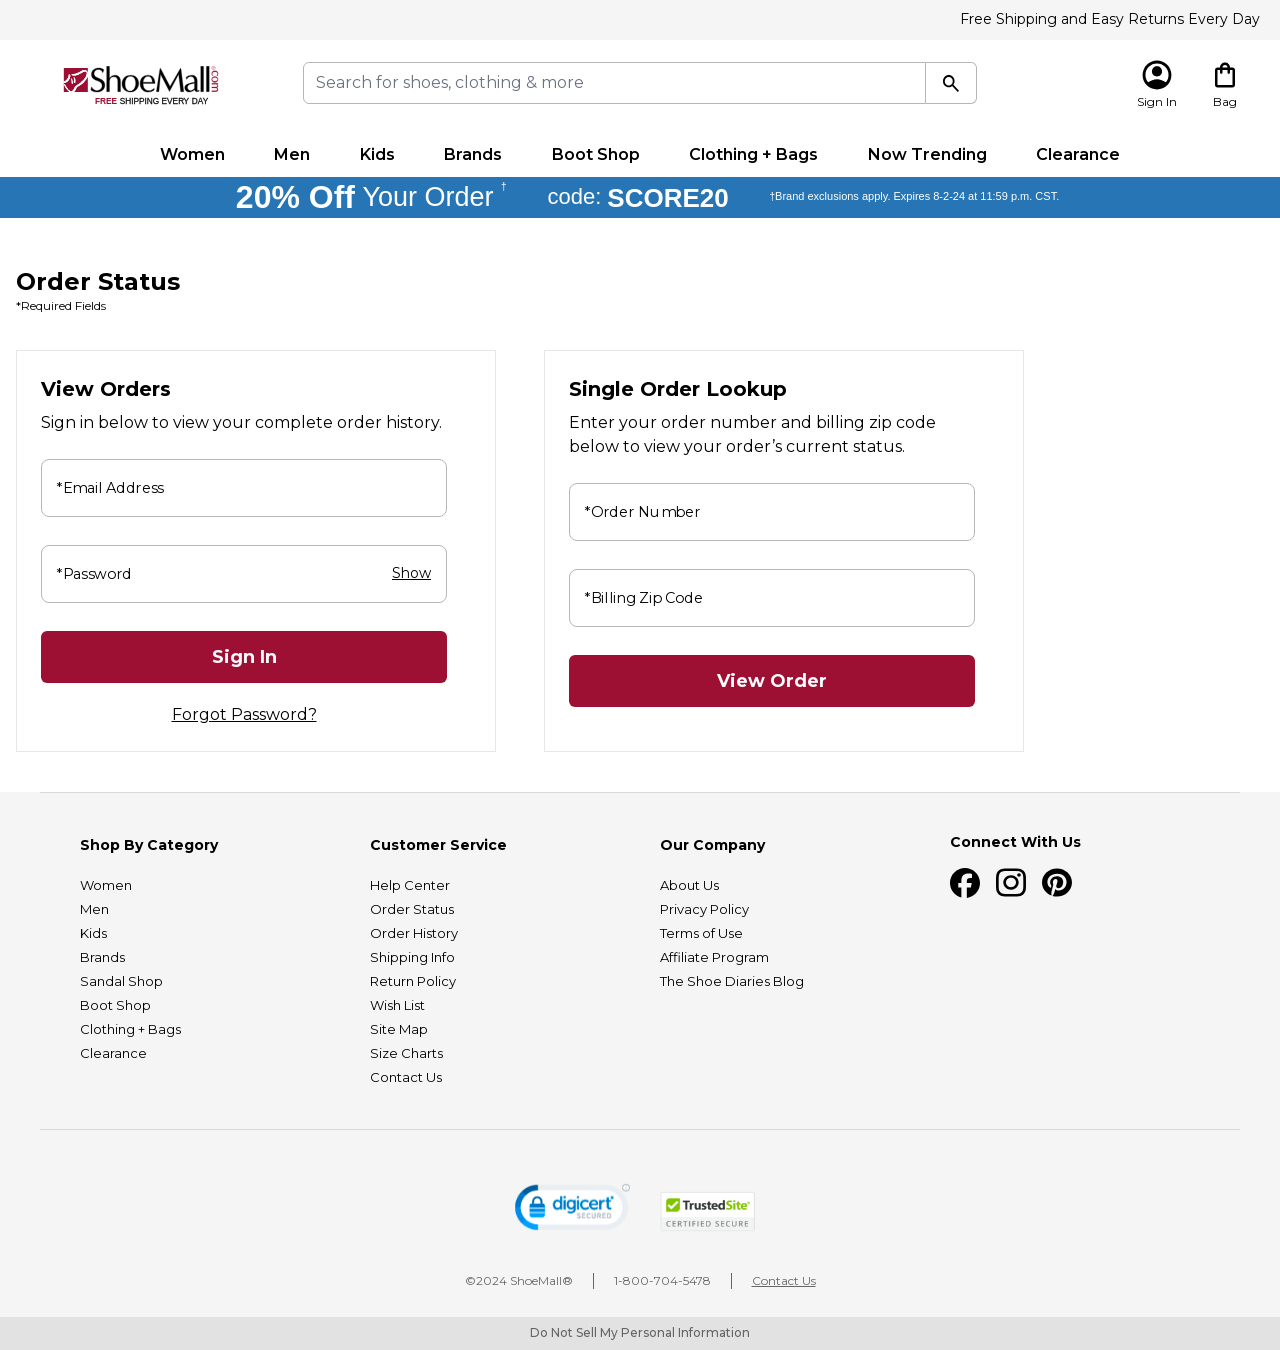 Free Shipping and Easy Returns Every Day
ShoeMall.com
FREE SHIPPING EVERY DAY
Search for shoes, clothing & more
Sign In
Bag
Women Men Kids Brands Boot Shop Clothing + Bags Now Trending Clearance
20% Off Your Order † code: SCORE20 †Brand exclusions apply. Expires 8-2-24 at 11:59 p.m. CST.
Order Status
*Required Fields
View Orders
Sign in below to view your complete order history.
*Email Address
*Password Show
Sign In
Forgot Password?
Single Order Lookup
Enter your order number and billing zip code
below to view your order’s current status.
*Order Number
*Billing Zip Code
View Order
Shop By Category
Women
Men
Kids
Brands
Sandal Shop
Boot Shop
Clothing + Bags
Clearance
Customer Service
Help Center
Order Status
Order History
Shipping Info
Return Policy
Wish List
Site Map
Size Charts
Contact Us
Our Company
About Us
Privacy Policy
Terms of Use
Affiliate Program
The Shoe Diaries Blog
Connect With Us
digicert
SECURED
TrustedSite
CERTIFIED SECURE
©2024 ShoeMall® | 1-800-704-5478 | Contact Us
Do Not Sell My Personal Information